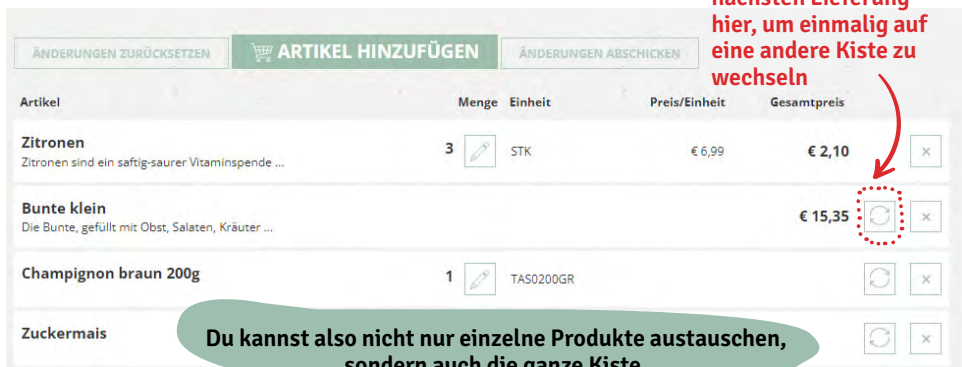 nächsten Lieferung
hier, um einmalig auf
eine andere Kiste zu
wechseln
ÄNDERUNGEN ZURÜCKSETZEN ARTIKEL HINZUFÜGEN ÄNDERUNGEN ABSCHICKEN
Artikel Menge Einheit Preis/Einheit Gesamtpreis
Zitronen 3 STK € 6,99 € 2,10 ×
Zitronen sind ein saftig-saurer Vitaminspende ...
Bunte klein € 15,35 ×
Die Bunte, gefüllt mit Obst, Salaten, Kräuter ...
Champignon braun 200g 1 TAS0200GR ×
Zuckermais ×
Du kannst also nicht nur einzelne Produkte austauschen,
sondern auch die ganze Kiste